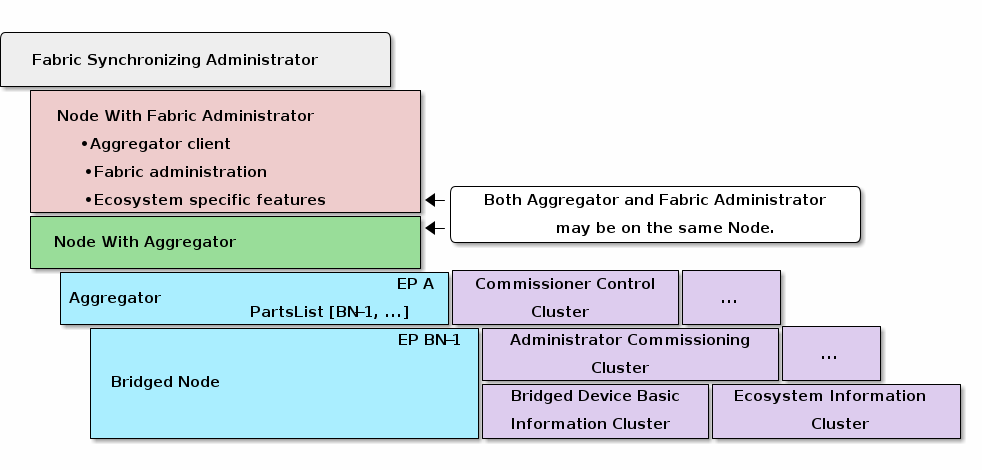 Fabric Synchronizing Administrator
Node With Fabric Administrator
•Aggregator client
•Fabric administration
•Ecosystem specific features
Both Aggregator and Fabric Administrator
may be on the same Node.
Node With Aggregator
EP A
Aggregator
PartsList [BN-1, ...]
Commissioner Control
Cluster
...
EP BN-1
Bridged Node
Administrator Commissioning
Cluster
...
Bridged Device Basic
Information Cluster
Ecosystem Information
Cluster